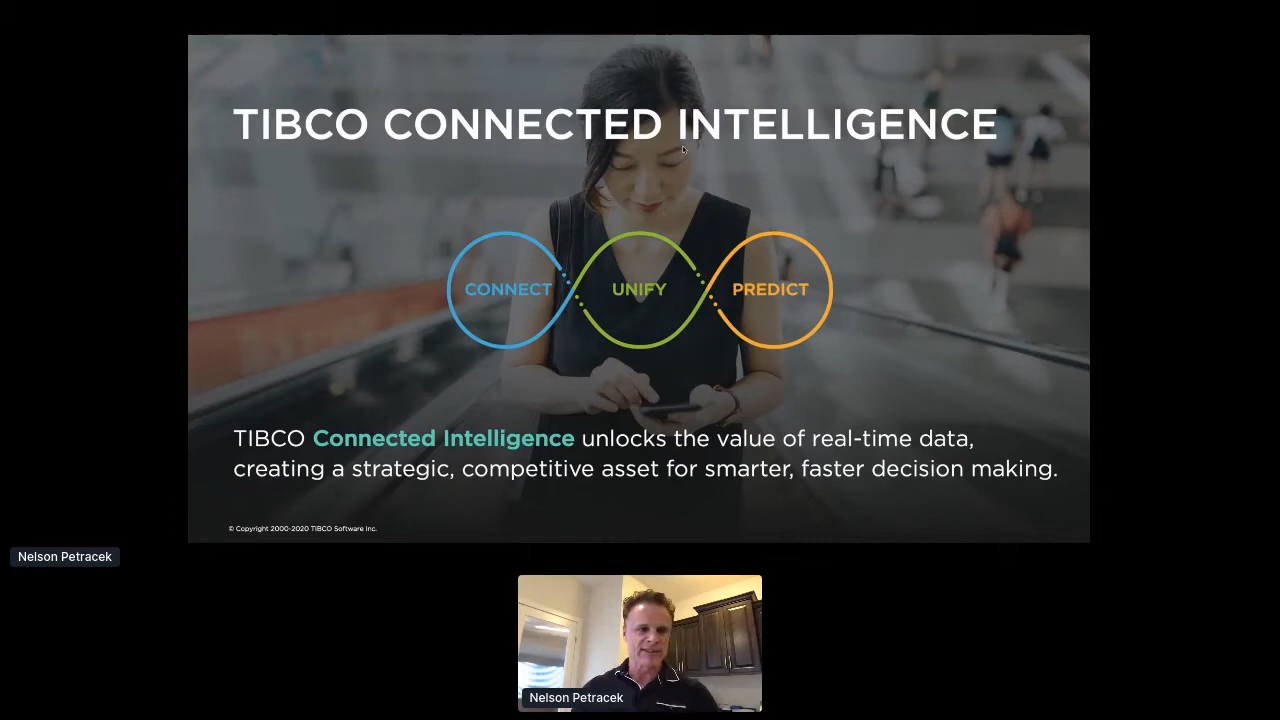 TIBCO CONNECTED INTELLIGENCE
CONNECT
UNIFY
PREDICT
TIBCO Connected Intelligence unlocks the value of real-time data,
creating a strategic, competitive asset for smarter, faster decision making.
© Copyright 2000-2020 TIBCO Software Inc.
Nelson Petracek
Nelson Petracek